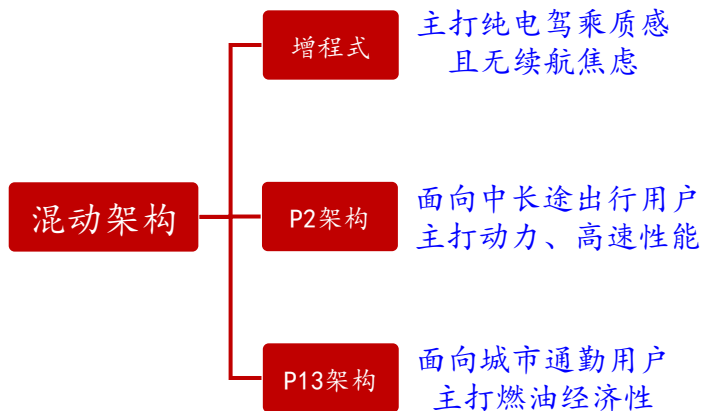 混动架构
增程式
主打纯电驾乘质感
且无续航焦虑
P2架构
面向中长途出行用户
主打动力、高速性能
P13架构
面向城市通勤用户
主打燃油经济性